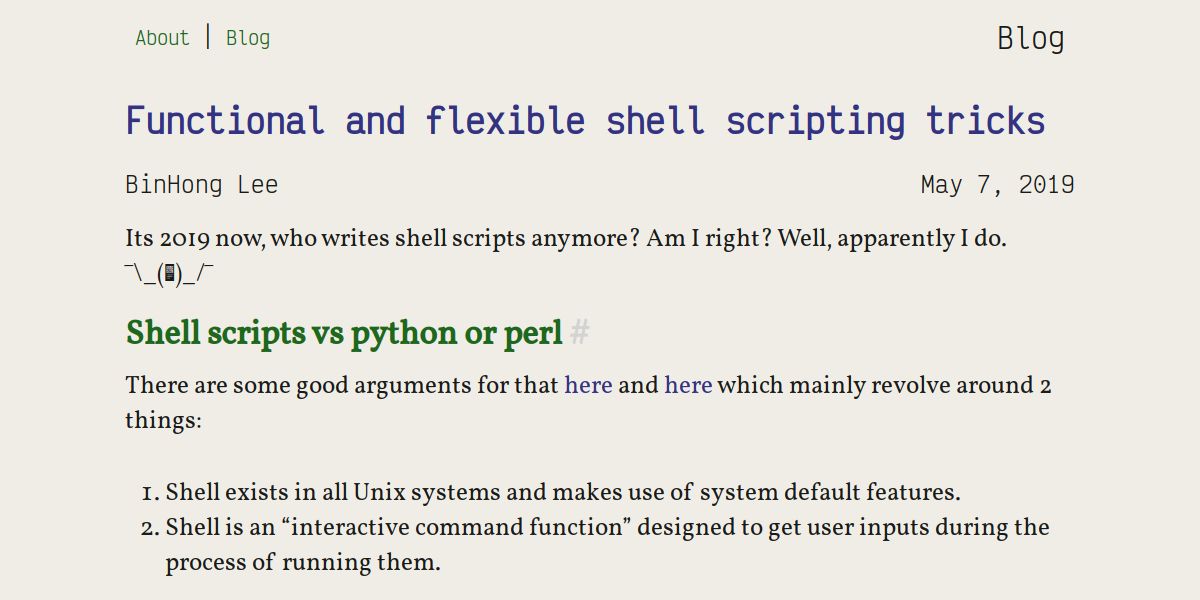 About | Blog
Blog
Functional and flexible shell scripting tricks
BinHong Lee
May 7, 2019
Its 2019 now, who writes shell scripts anymore? Am I right? Well, apparently I do.
¯\_()_/¯
Shell scripts vs python or perl #
There are some good arguments for that here and here which mainly revolve around 2
things:
1. Shell exists in all Unix systems and makes use of system default features.
2. Shell is an “interactive command function” designed to get user inputs during the
process of running them.